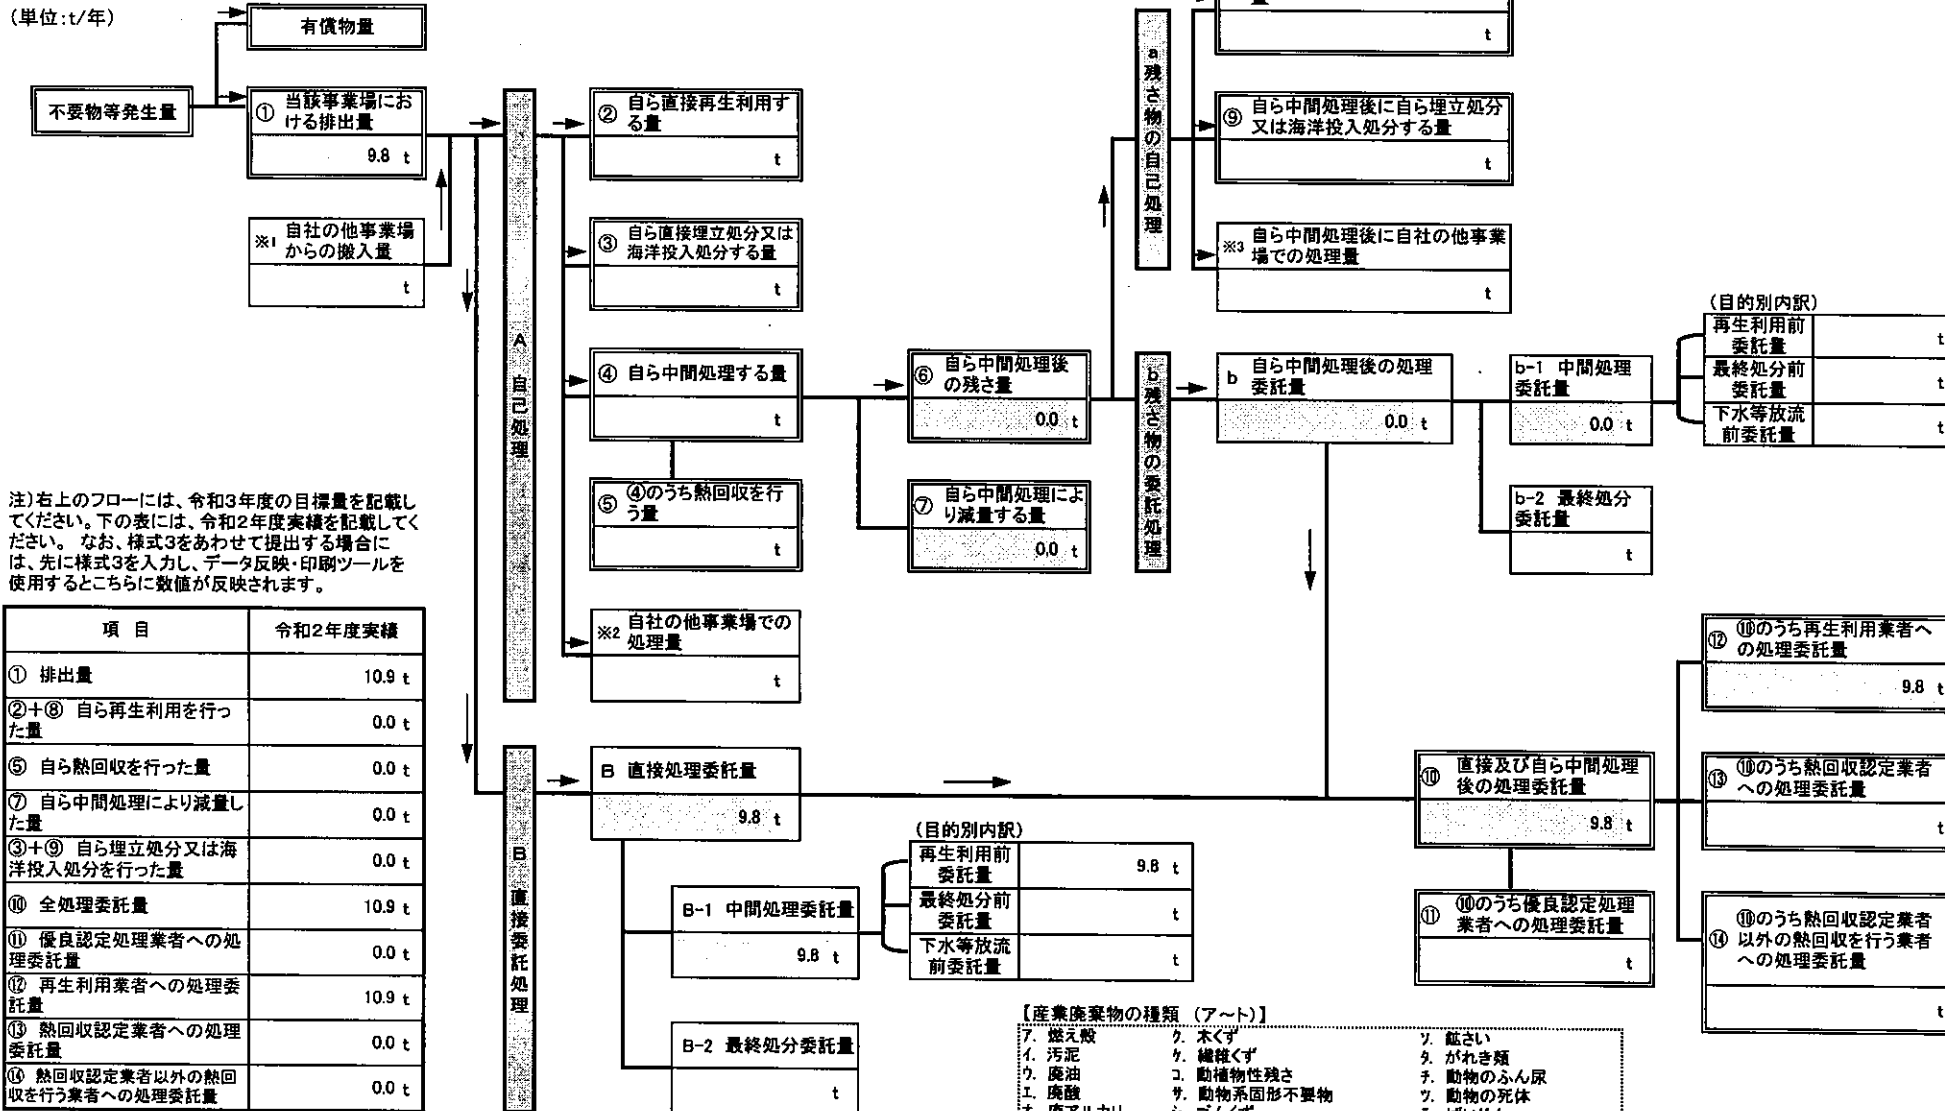 (単位:t/年)
有償物量
不要物等発生量
① 当該事業場にお
ける排出量
9.8 t
※1 自社の他事業場
からの搬入量
t
A 自己処理
② 自ら直接再生利用す
る量
t
③ 自ら直接埋立処分又は
海洋投入処分する量
t
④ 自ら中間処理する量
t
⑤ ④のうち熱回収を行
う量
t
※2 自社の他事業場での
処理量
t
⑥ 自ら中間処理後
の残さ量
0.0 t
⑦ 自ら中間処理によ
り減量する量
0.0 t
a 残さ物の自己処理
量
t
⑨ 自ら中間処理後に自ら埋立処分
又は海洋投入処分する量
t
※3 自ら中間処理後に自社の他事業
場での処理量
t
b 残さ物の委託処理
b 自ら中間処理後の処理
委託量
0.0 t
b-1 中間処理
委託量
0.0 t
b-2 最終処分
委託量
t
(目的別内訳)
再生利用前
委託量
t
最終処分前
委託量
t
下水等放流
前委託量
t
注)右上のフローには、令和3年度の目標量を記載し
てください。下の表には、令和2年度実績を記載してく
ださい。 なお、様式3をあわせて提出する場合に
は、先に様式3を入力し、データ反映・印刷ツールを
使用するとこちらに数値が反映されます。
項 目 令和2年度実績
① 排出量 10.9 t
②+⑧ 自ら再生利用を行っ
た量 0.0 t
⑤ 自ら熱回収を行った量 0.0 t
⑦ 自ら中間処理により減量し
た量 0.0 t
③+⑨ 自ら埋立処分又は海
洋投入処分を行った量 0.0 t
⑩ 全処理委託量 10.9 t
⑪ 優良認定処理業者への処
理委託量 0.0 t
⑫ 再生利用業者への処理委
託量 10.9 t
⑬ 熱回収認定業者への処理
委託量 0.0 t
⑭ 熱回収認定業者以外の熱回
収を行う業者への処理委託量 0.0 t
B 直接委託処理
B 直接処理委託量
9.8 t
B-1 中間処理委託量
9.8 t
B-2 最終処分委託量
t
(目的別内訳)
再生利用前
委託量
9.8 t
最終処分前
委託量
t
下水等放流
前委託量
t
⑩ 直接及び自ら中間処理
後の処理委託量
9.8 t
⑪ ⑩のうち優良認定処理
業者への処理委託量
t
⑫ ⑩のうち再生利用業者へ
の処理委託量
9.8 t
⑬ ⑩のうち熱回収認定業者
への処理委託量
t
⑭ ⑩のうち熱回収認定業者
以外の熱回収を行う業者
への処理委託量
t
【産業廃棄物の種類 (ア~ト)】
ア. 燃え殻 ク. 木くず ソ. 鉱さい
イ. 汚泥 ケ. 繊維くず タ. がれき類
ウ. 廃油 コ. 動植物性残さ チ. 動物のふん尿
エ. 廃酸 サ. 動物系固形不要物 ツ. 動物の死体